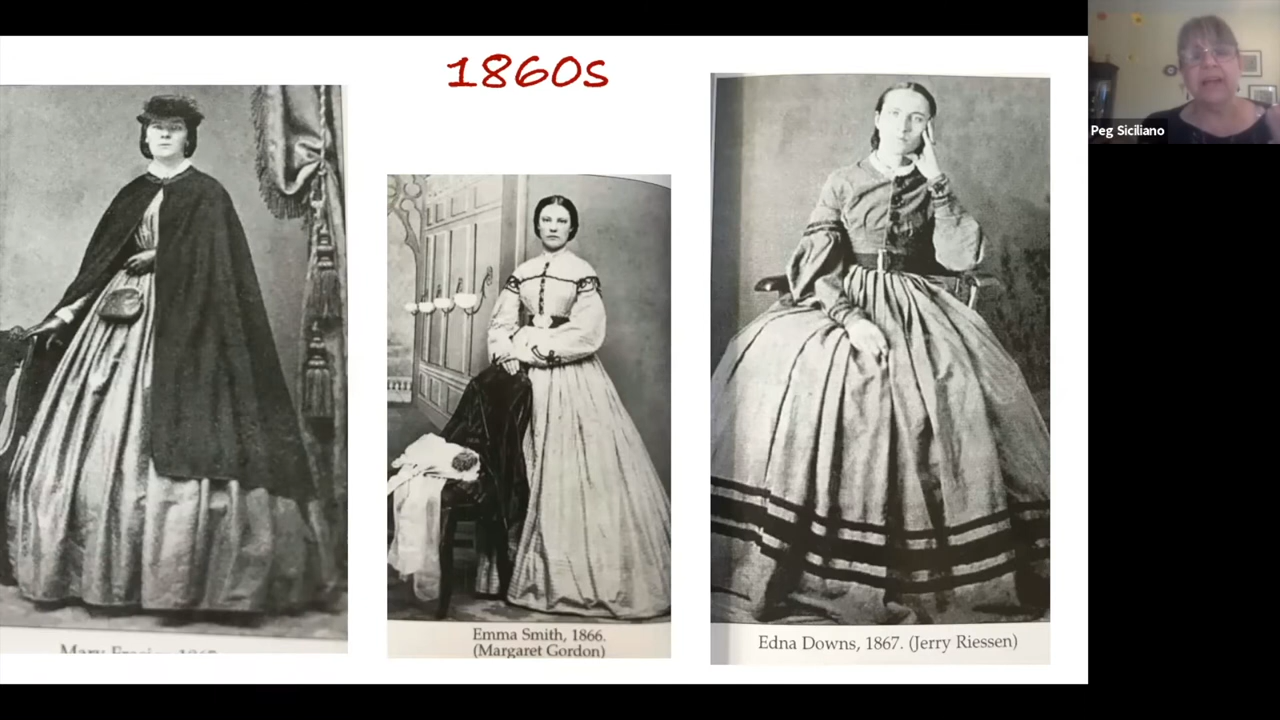 1860s
Peg Siciliano
Emma Smith, 1866.
(Margaret Gordon)
Edna Downs, 1867. (Jerry Riessen)